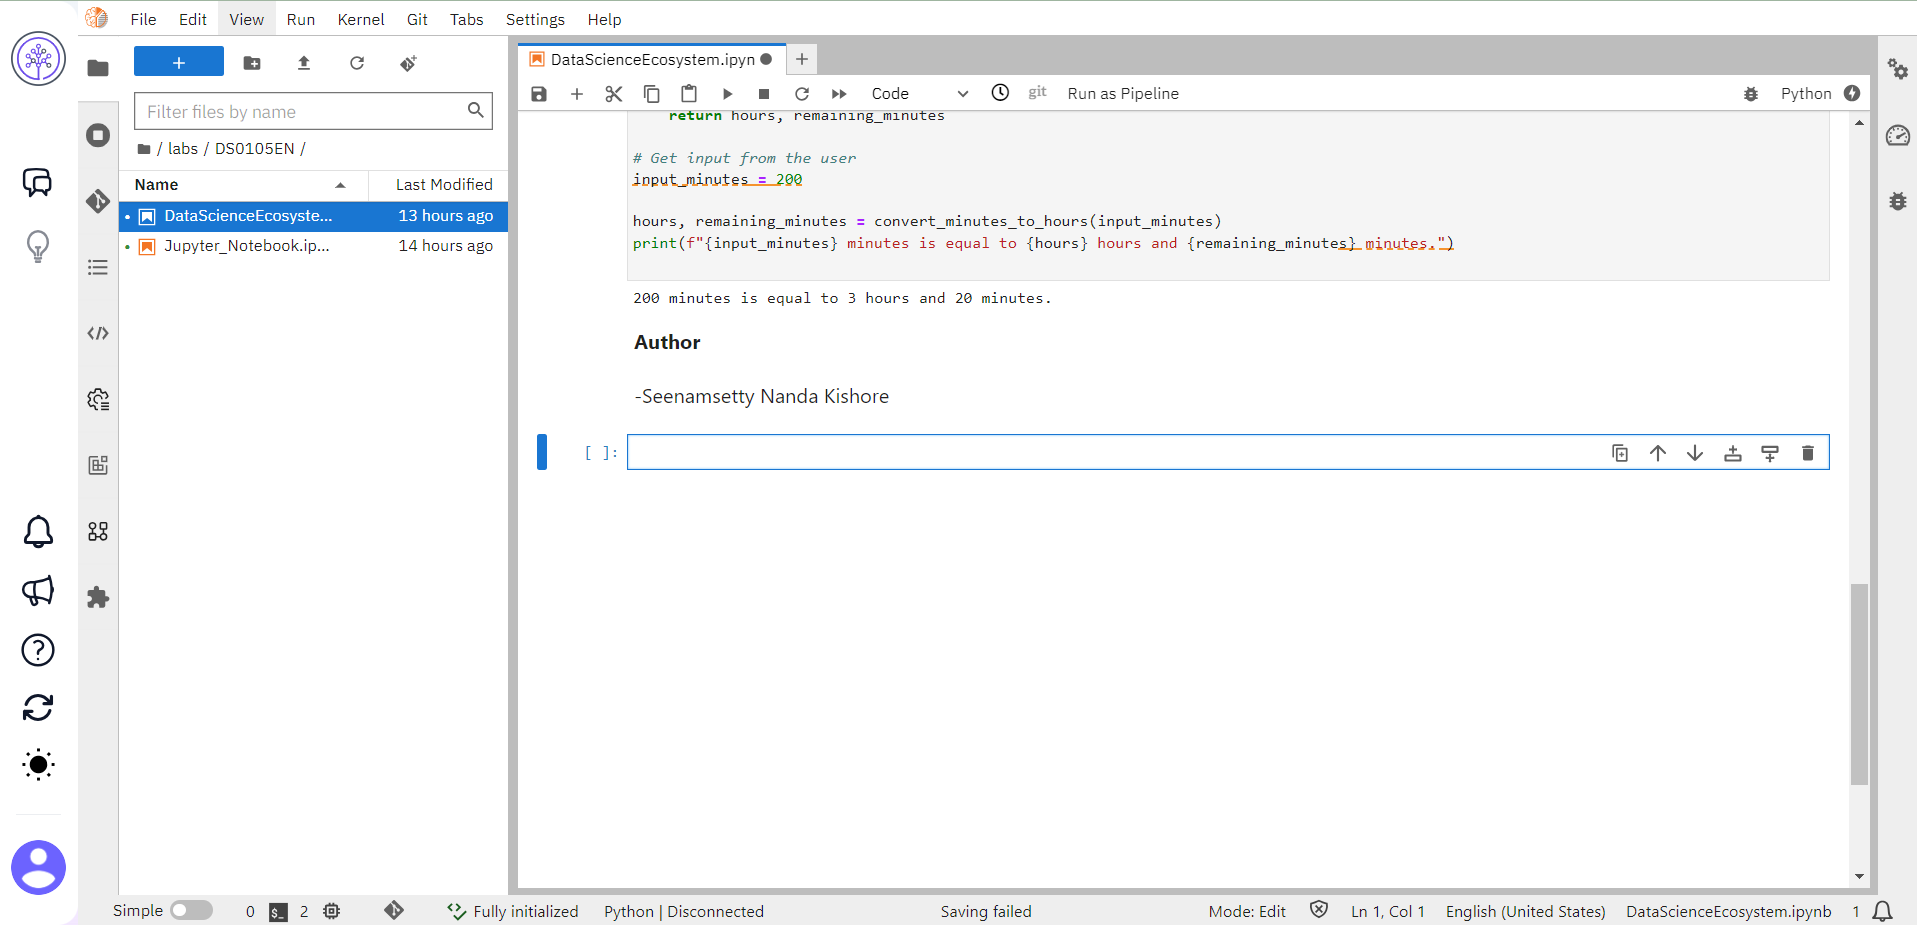 File Edit View Run Kernel Git Tabs Settings Help
+
Filter files by name
/ labs / DS0105EN /
Name Last Modified
DataScienceEcosyste... 13 hours ago
Jupyter_Notebook.ip... 14 hours ago
DataScienceEcosystem.ipyn
Code git Run as Pipeline Python
return hours, remaining_minutes
# Get input from the user
input_minutes = 200
hours, remaining_minutes = convert_minutes_to_hours(input_minutes)
print(f"{input_minutes} minutes is equal to {hours} hours and {remaining_minutes} minutes.")
200 minutes is equal to 3 hours and 20 minutes.
Author
-Seenamsetty Nanda Kishore
[ ]:
Simple 0 $_ 2 Fully initialized Python | Disconnected Saving failed Mode: Edit Ln 1, Col 1 English (United States) DataScienceEcosystem.ipynb 1